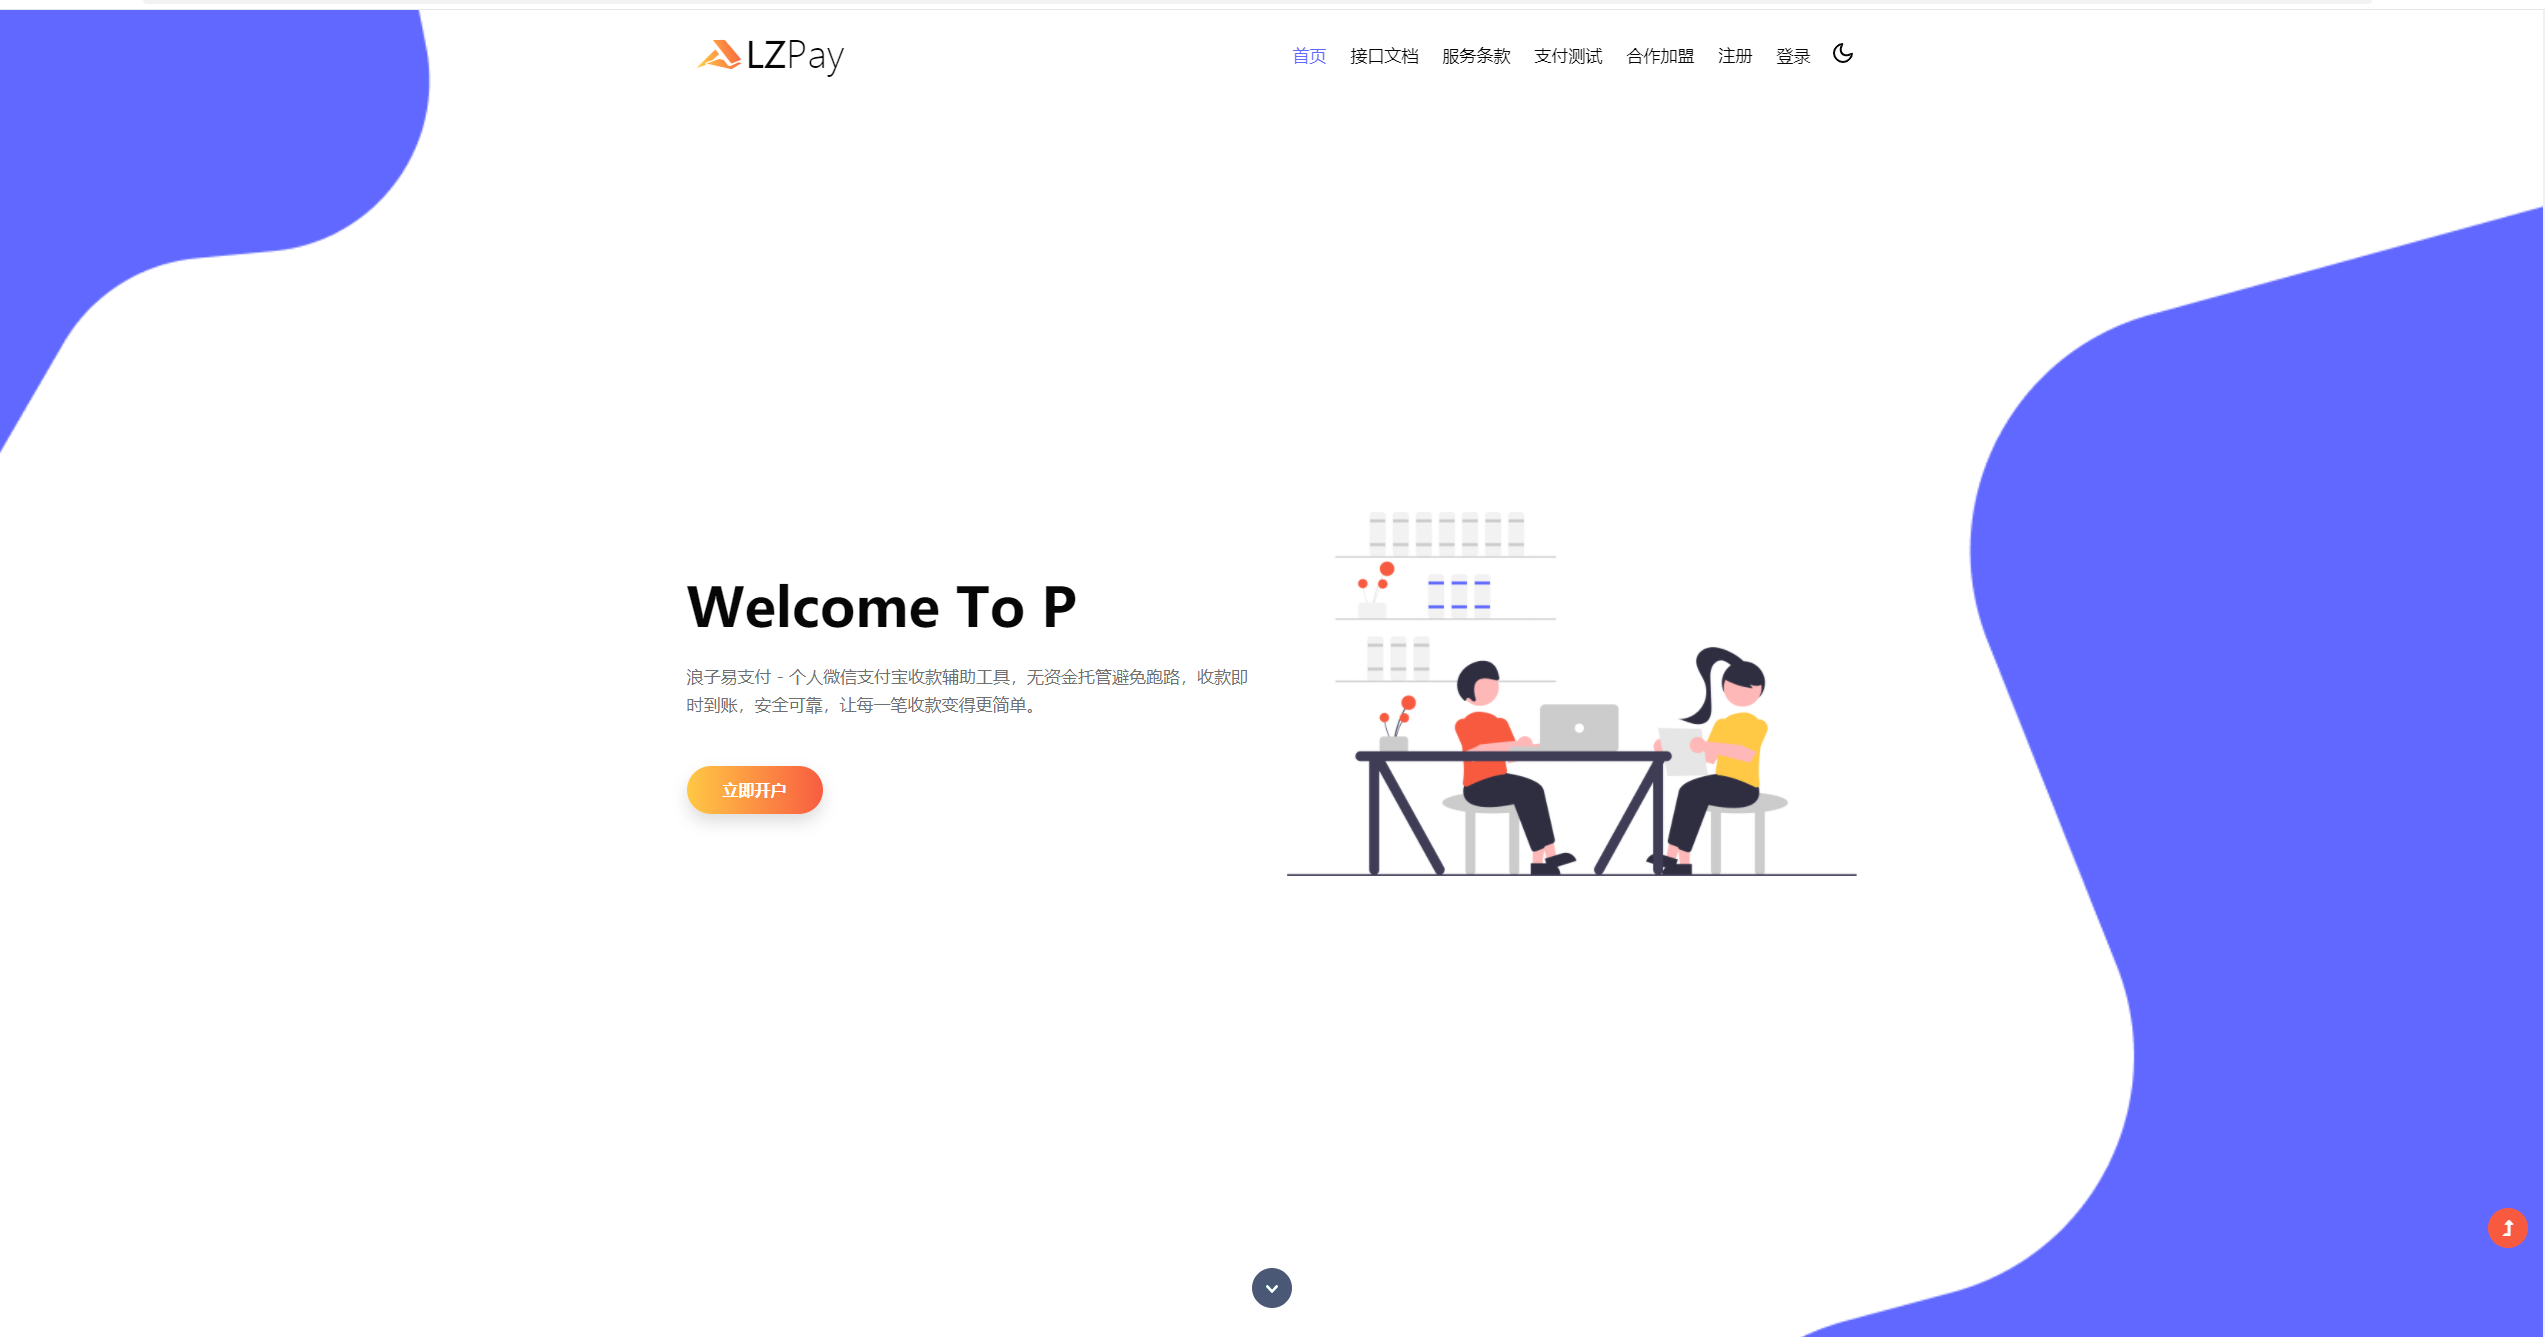 LZPay
首页 接口文档 服务条款 支付测试 合作加盟 注册 登录
Welcome To P
浪子易支付 - 个人微信支付宝收款辅助工具，无资金托管避免跑路，收款即
时到账，安全可靠，让每一笔收款变得更简单。
立即开户